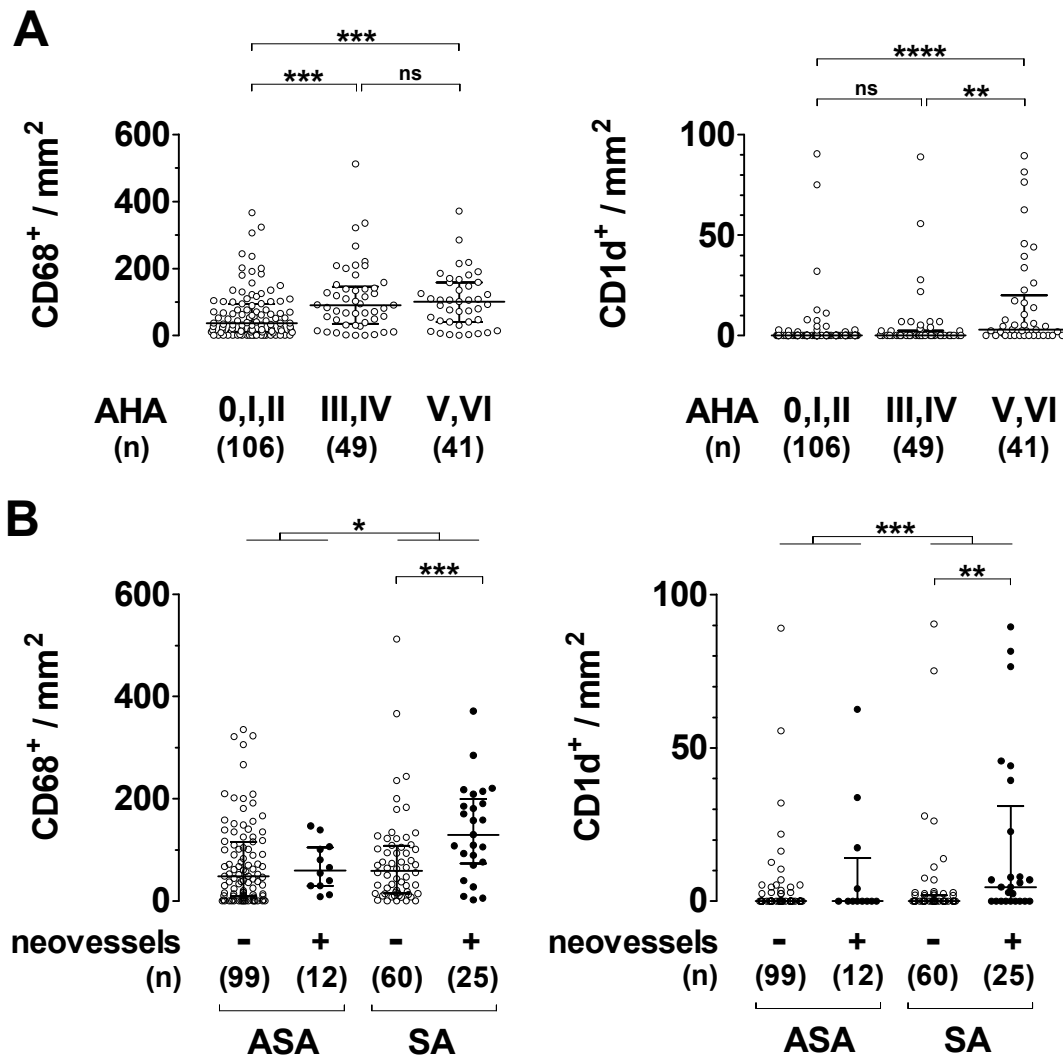 A
*** ****
*** ns ns **
CD68+ / mm2
600
400
200
0
CD1d+ / mm2
100
50
0
AHA 0,I,II III,IV V,VI AHA 0,I,II III,IV V,VI
(n) (106) (49) (41) (n) (106) (49) (41)
B
* ***
*** **
CD68+ / mm2
600
400
200
0
CD1d+ / mm2
100
50
0
neovessels - + - + - + - +
(n) (99) (12) (60) (25) (n) (99) (12) (60) (25)
ASA SA ASA SA